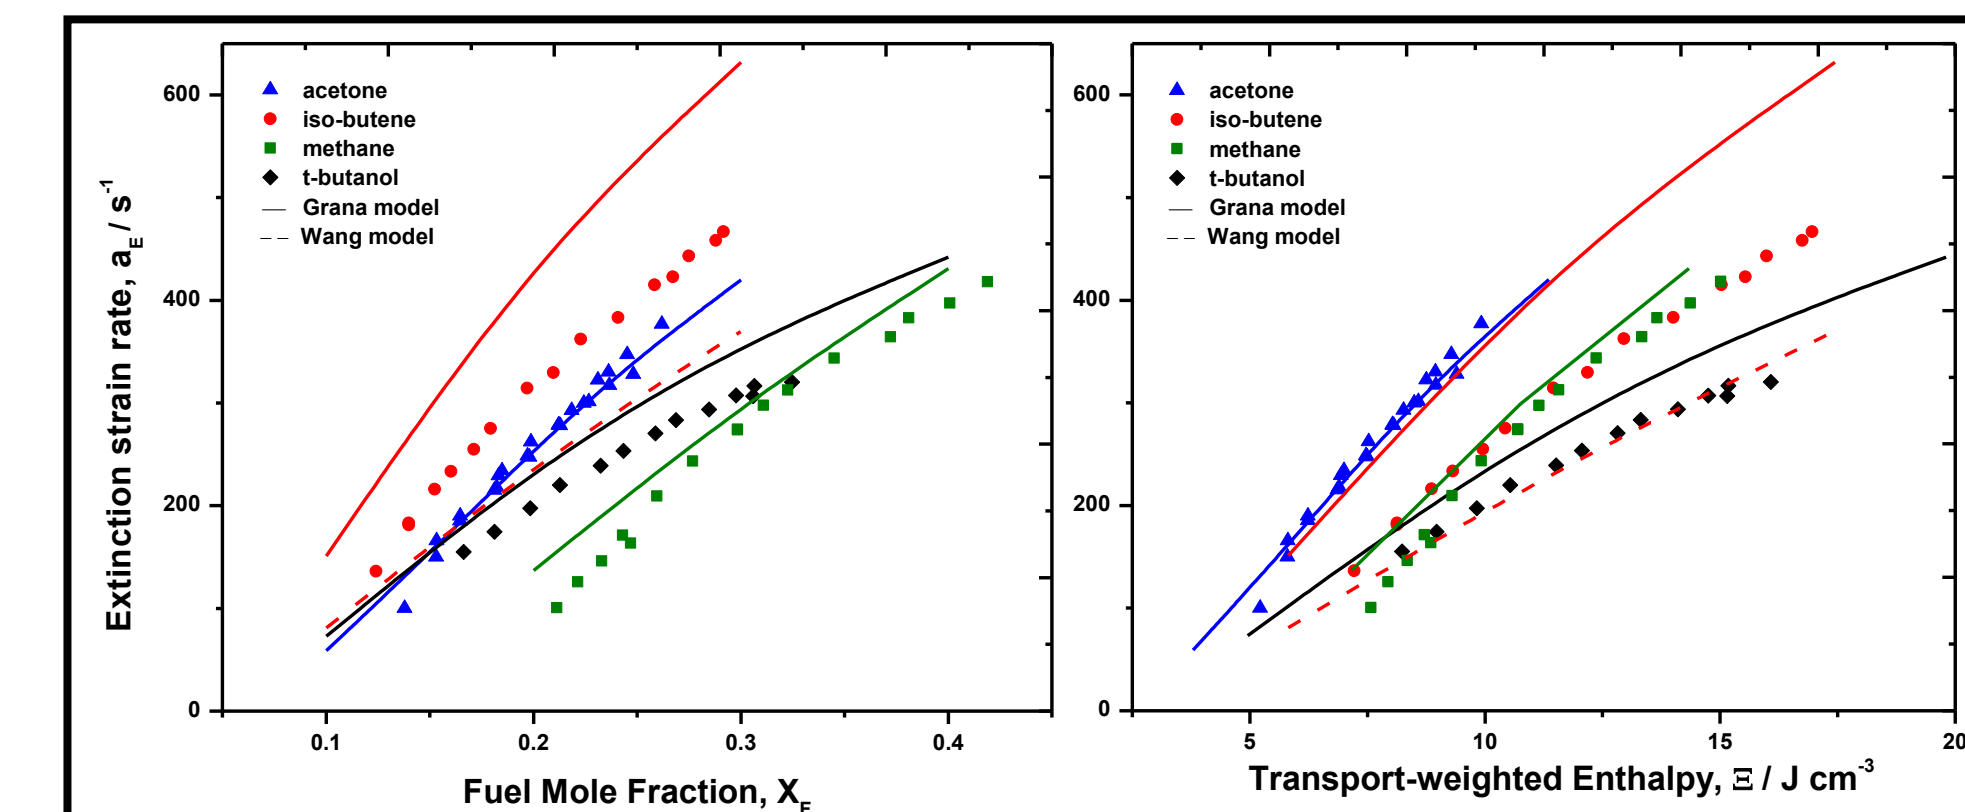 acetone
iso-butene
methane
t-butanol
Grana model
Wang model
600
400
200
0
0.1 0.2 0.3 0.4
Extinction strain rate, a_E / s^-1
Fuel Mole Fraction, X_F
acetone
iso-butene
methane
t-butanol
Grana model
Wang model
600
400
200
0
5 10 15 20
Transport-weighted Enthalpy, Ξ / J cm^-3